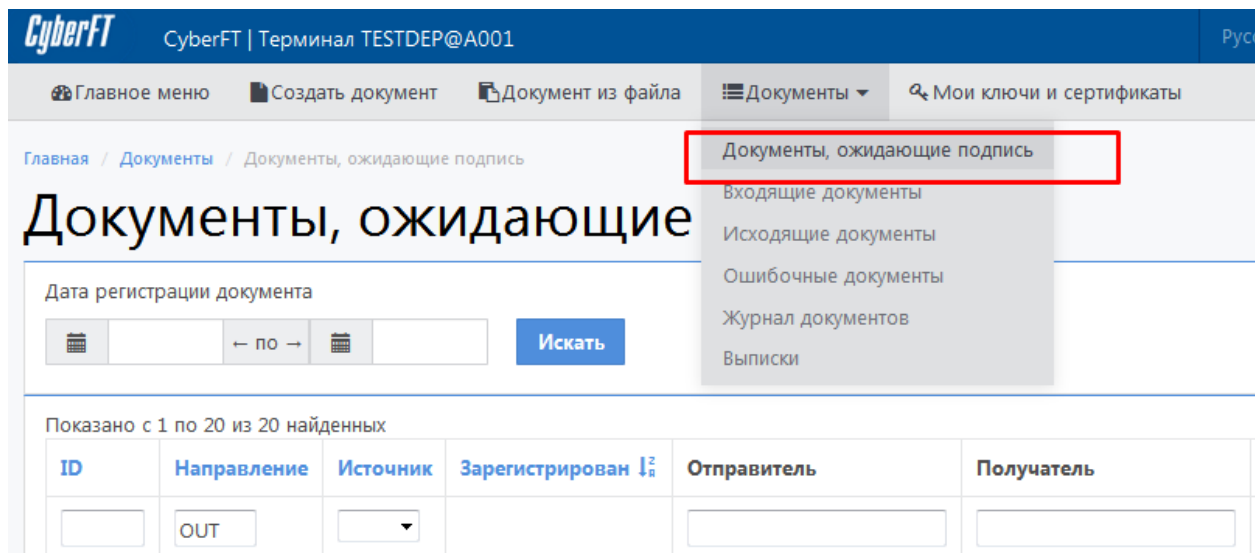 CyberFT CyberFT | Терминал TESTDEP@A001 Русс
Главное меню Создать документ Документ из файла Документы Мои ключи и сертификаты
Главная / Документы / Документы, ожидающие подпись
Документы, ожидающие
Документы, ожидающие подпись
Входящие документы
Исходящие документы
Ошибочные документы
Журнал документов
Выписки
Дата регистрации документа
← по → Искать
Показано с 1 по 20 из 20 найденных
ID Направление Источник Зарегистрирован Отправитель Получатель
OUT